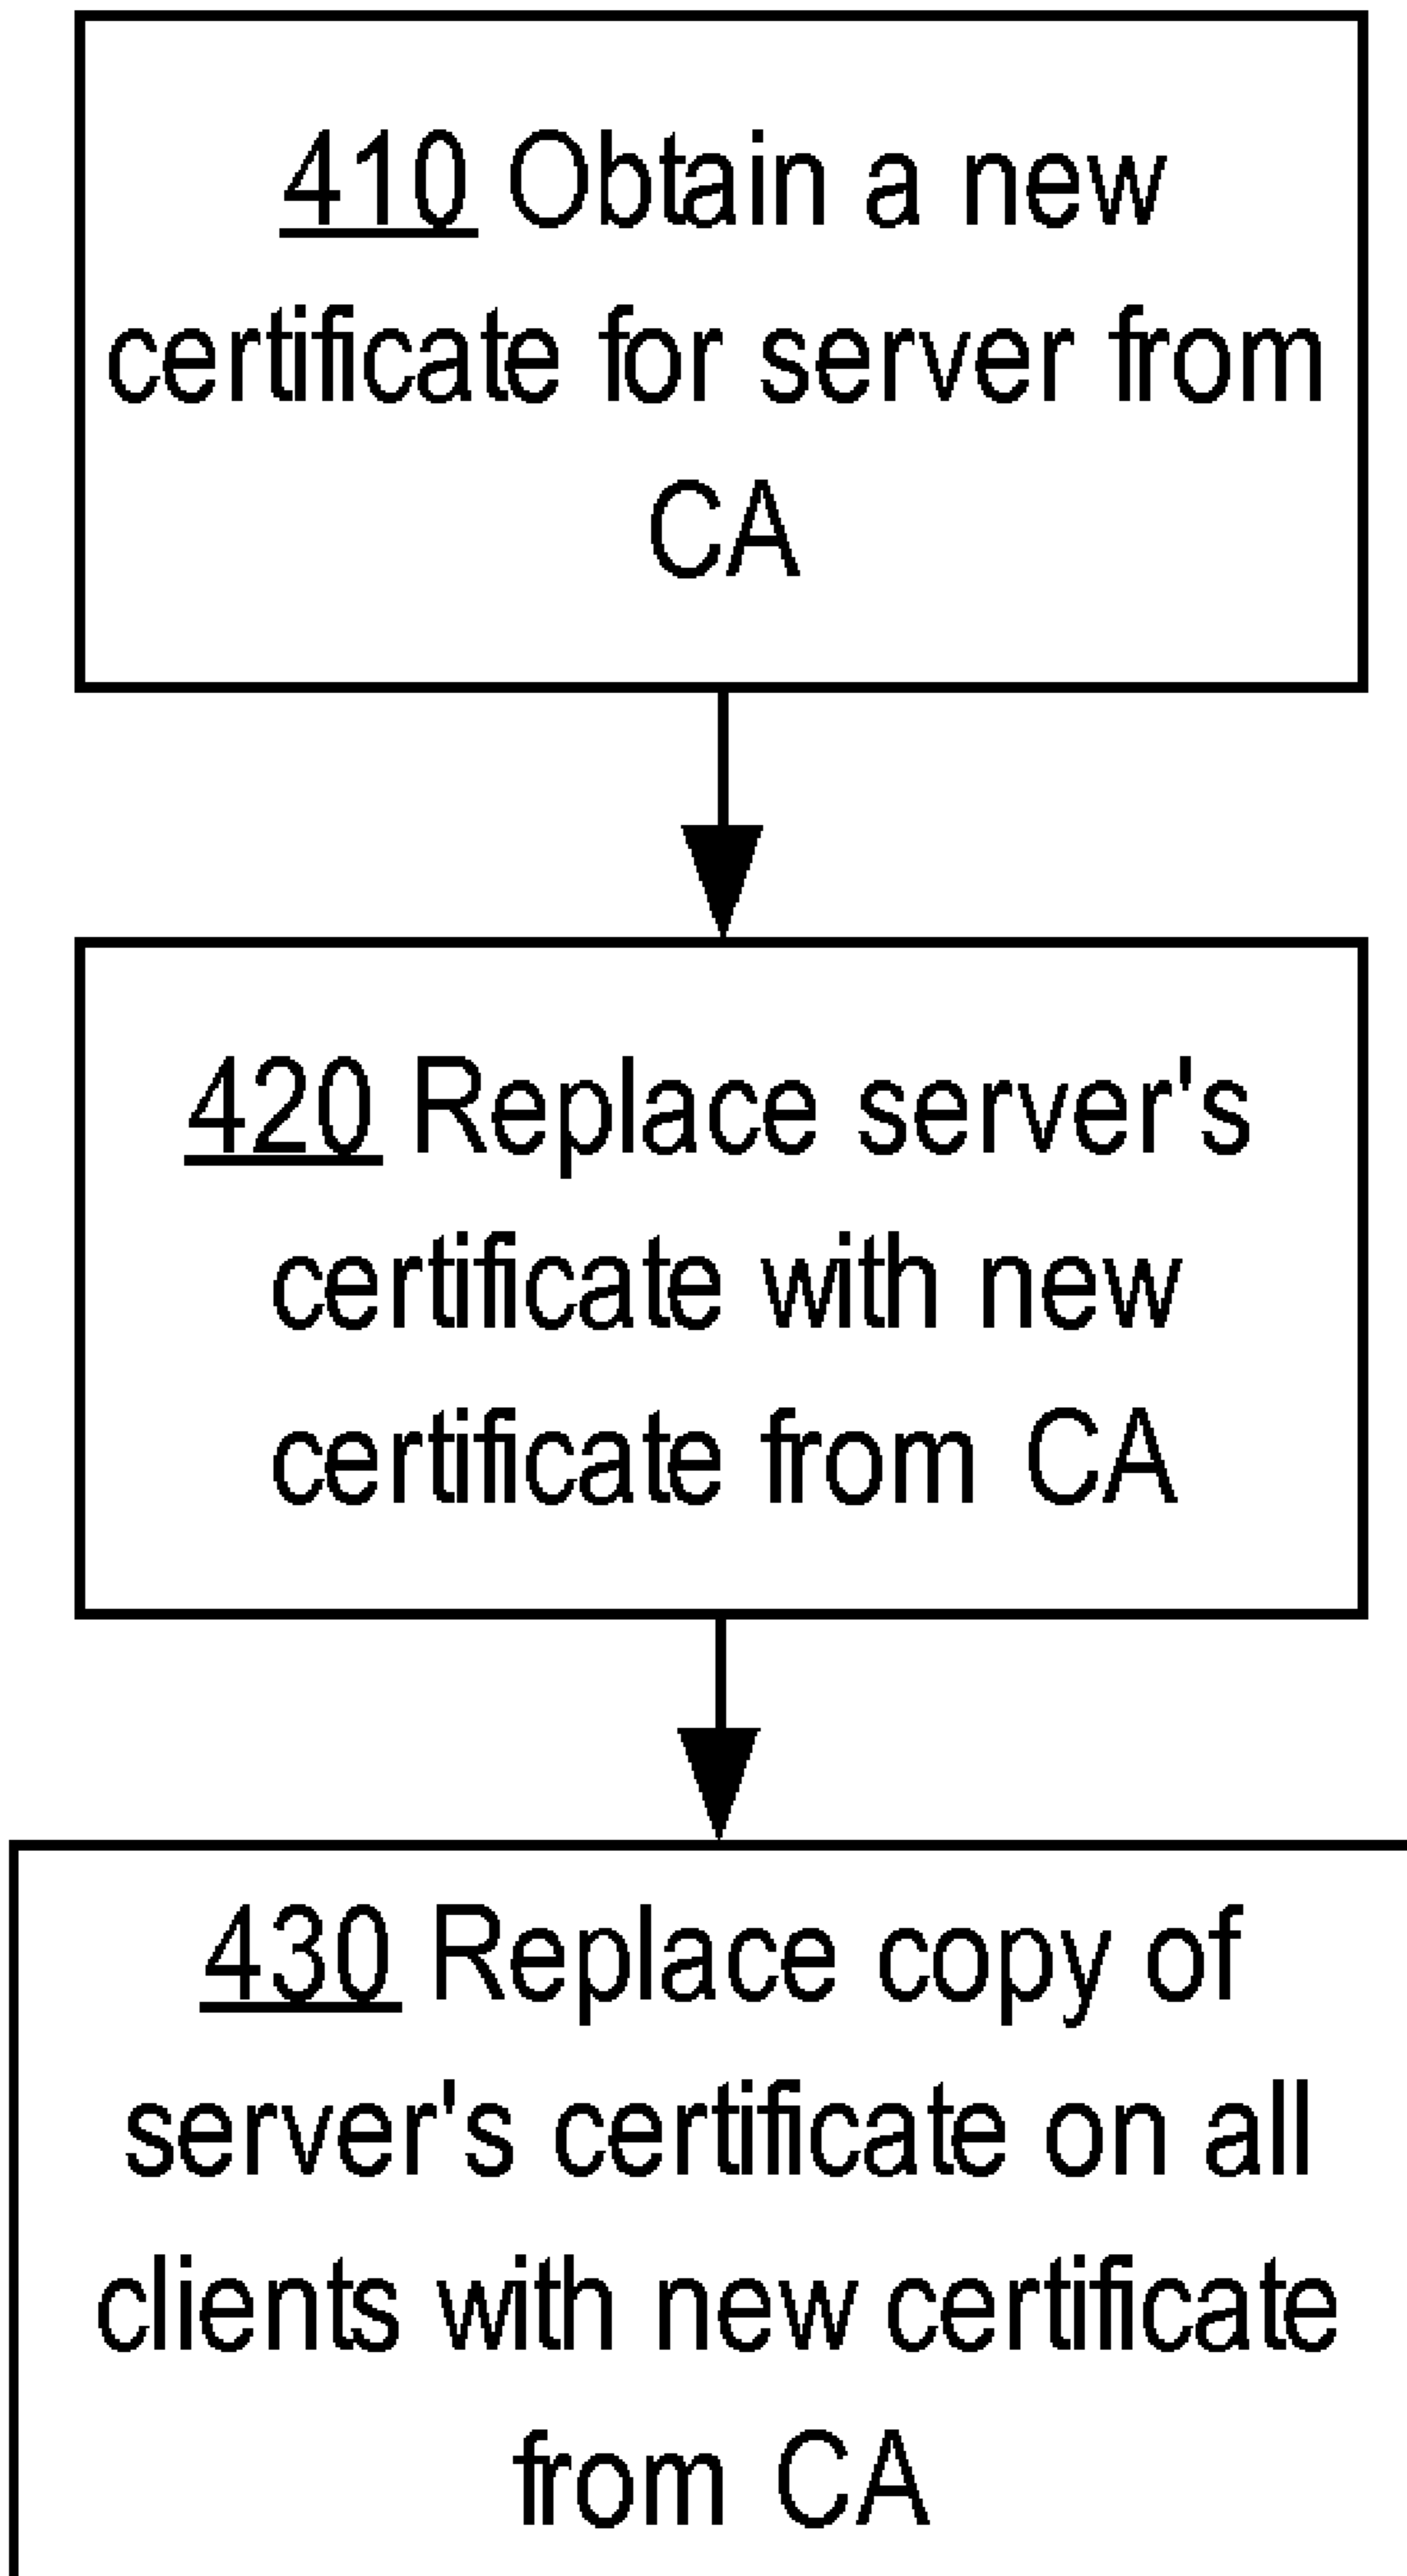 410 Obtain a new
certificate for server from
CA
420 Replace server's
certificate with new
certificate from CA
430 Replace copy of
server's certificate on all
clients with new certificate
from CA